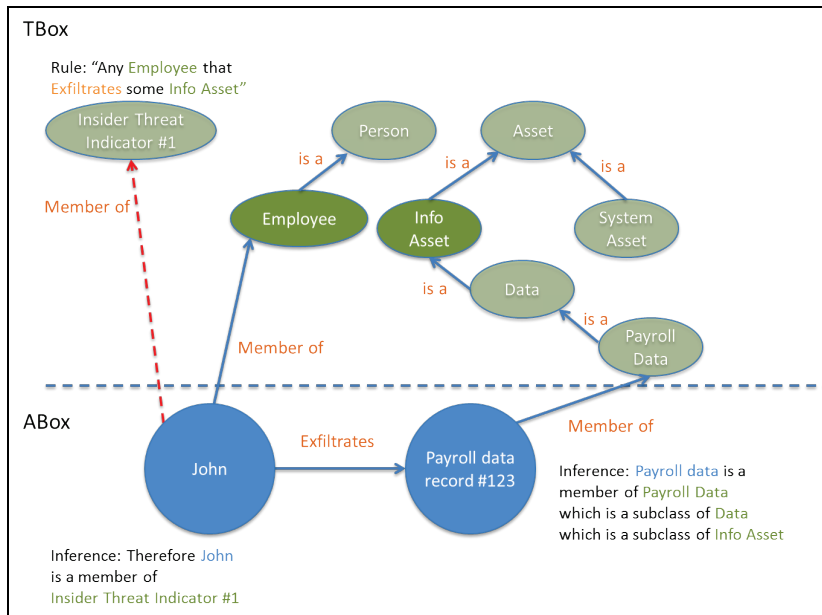 TBox
Rule: “Any Employee that
Exfiltrates some Info Asset”
Insider Threat
Indicator #1
Person
Asset
is a
is a
is a
Member of
Employee
Info
Asset
System
Asset
is a
Data
is a
Payroll
Data
Member of
ABox
Member of
Exfiltrates
John
Payroll data
record #123
Inference: Payroll data is a
member of Payroll Data
which is a subclass of Data
which is a subclass of Info Asset
Inference: Therefore John
is a member of
Insider Threat Indicator #1